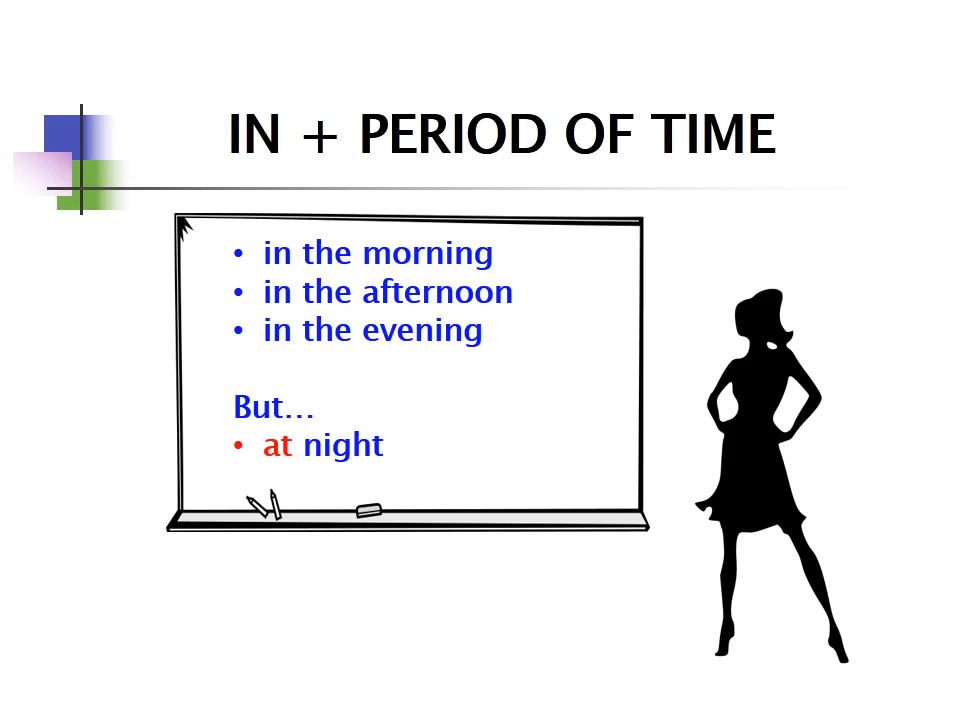 IN + PERIOD OF TIME
• in the morning
• in the afternoon
• in the evening
But...
• at night